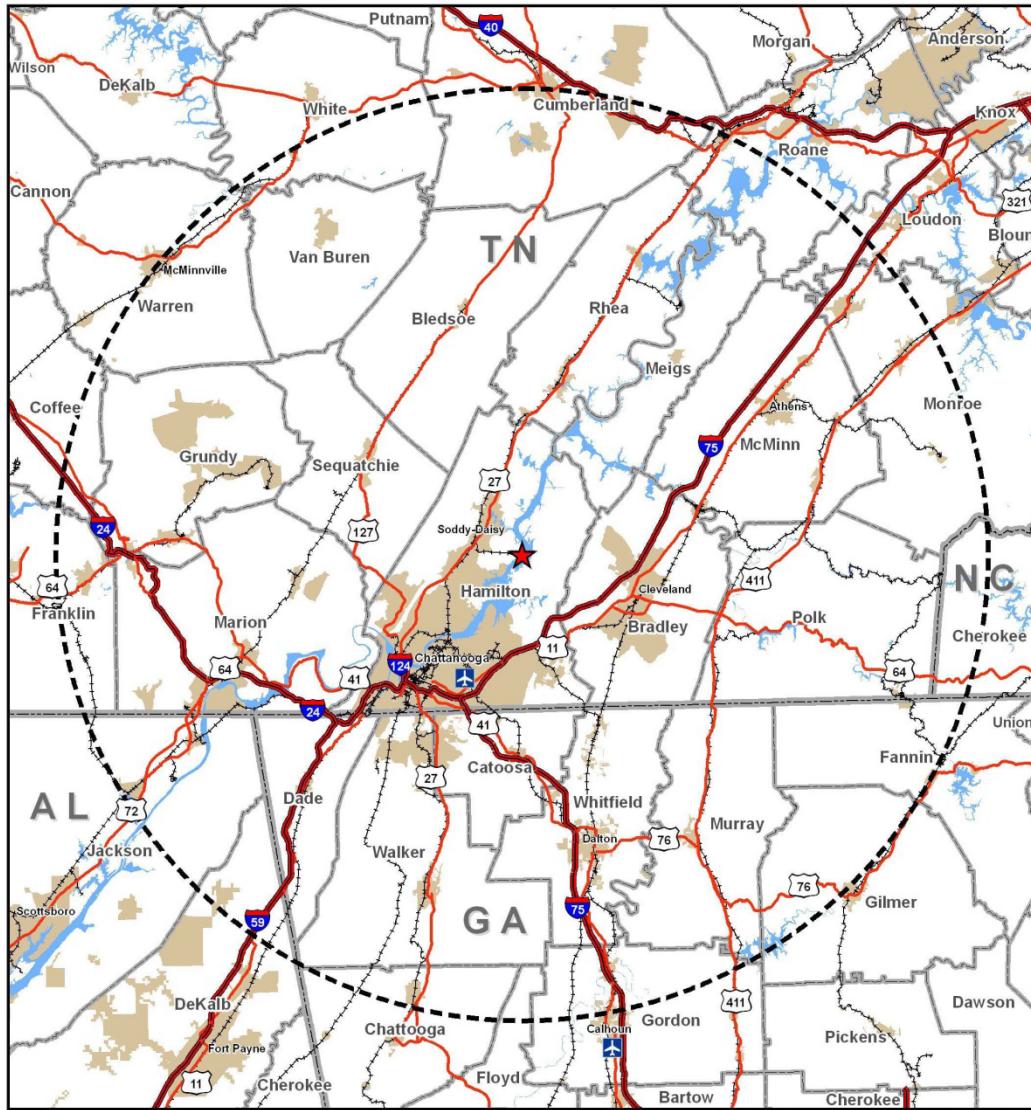 Putnam
40
Morgan
Anderson
Wilson
DeKalb
White
Cumberland
Knox
Roane
Cannon
321
Loudon
Bloun
TN
Van Buren
McMinnville
Warren
Rhea
Bledsoe
Meigs
Coffee
Athens
Monroe
McMinn
75
Grundy
Sequatchie
27
24
127
Soddy-Daisy
NC
64
Hamilton
411
Cleveland
Franklin
Marion
Bradley
Polk
Cherokee
11
64
41
124
Chattanooga
64
24
41
Union
27
Catoosa
Fannin
AL
72
Dade
Whitfield
Murray
Dalton
76
Jackson
Walker
76
Scottsboro
59
GA
75
Gilmer
DeKalb
411
Dawson
Chattooga
Gordon
Calhoun
Pickens
Fort Payne
11
Cherokee
Floyd
Bartow
Cherokee